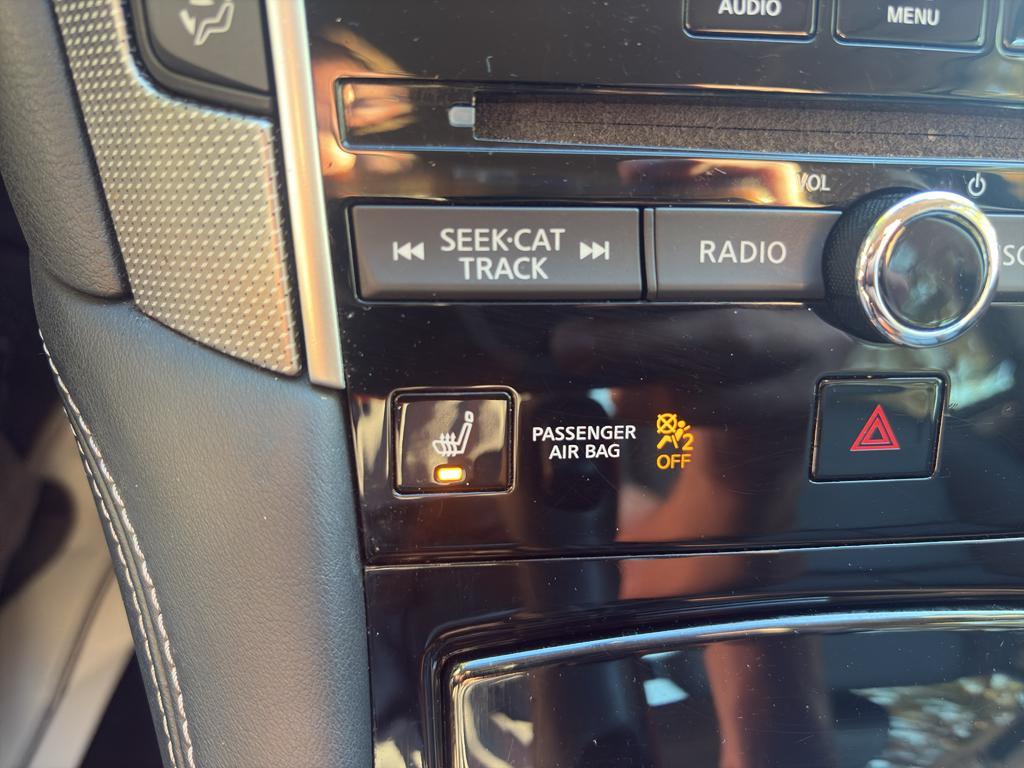 AUDIO
MENU
VOL
SEEK·CAT
TRACK
RADIO
PASSENGER
AIR BAG
2
OFF